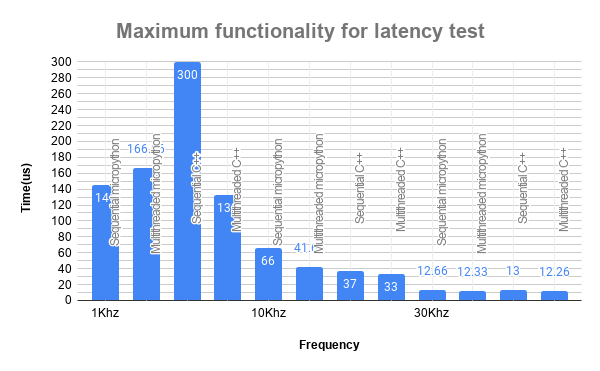 Maximum functionality for latency test
Time(us)
300
280
260
240
220
200
180
160
140
120
100
80
60
40
20
0
300
66
37
33
12.66
12.33
13
12.26
Sequential micropython
Multithreaded micropython
Sequential C++
Multithreaded C++
Sequential micropython
Multithreaded micropython
Sequential C++
Multithreaded C++
Sequential micropython
Multithreaded micropython
Sequential C++
Multithreaded C++
1Khz
10Khz
30Khz
Frequency